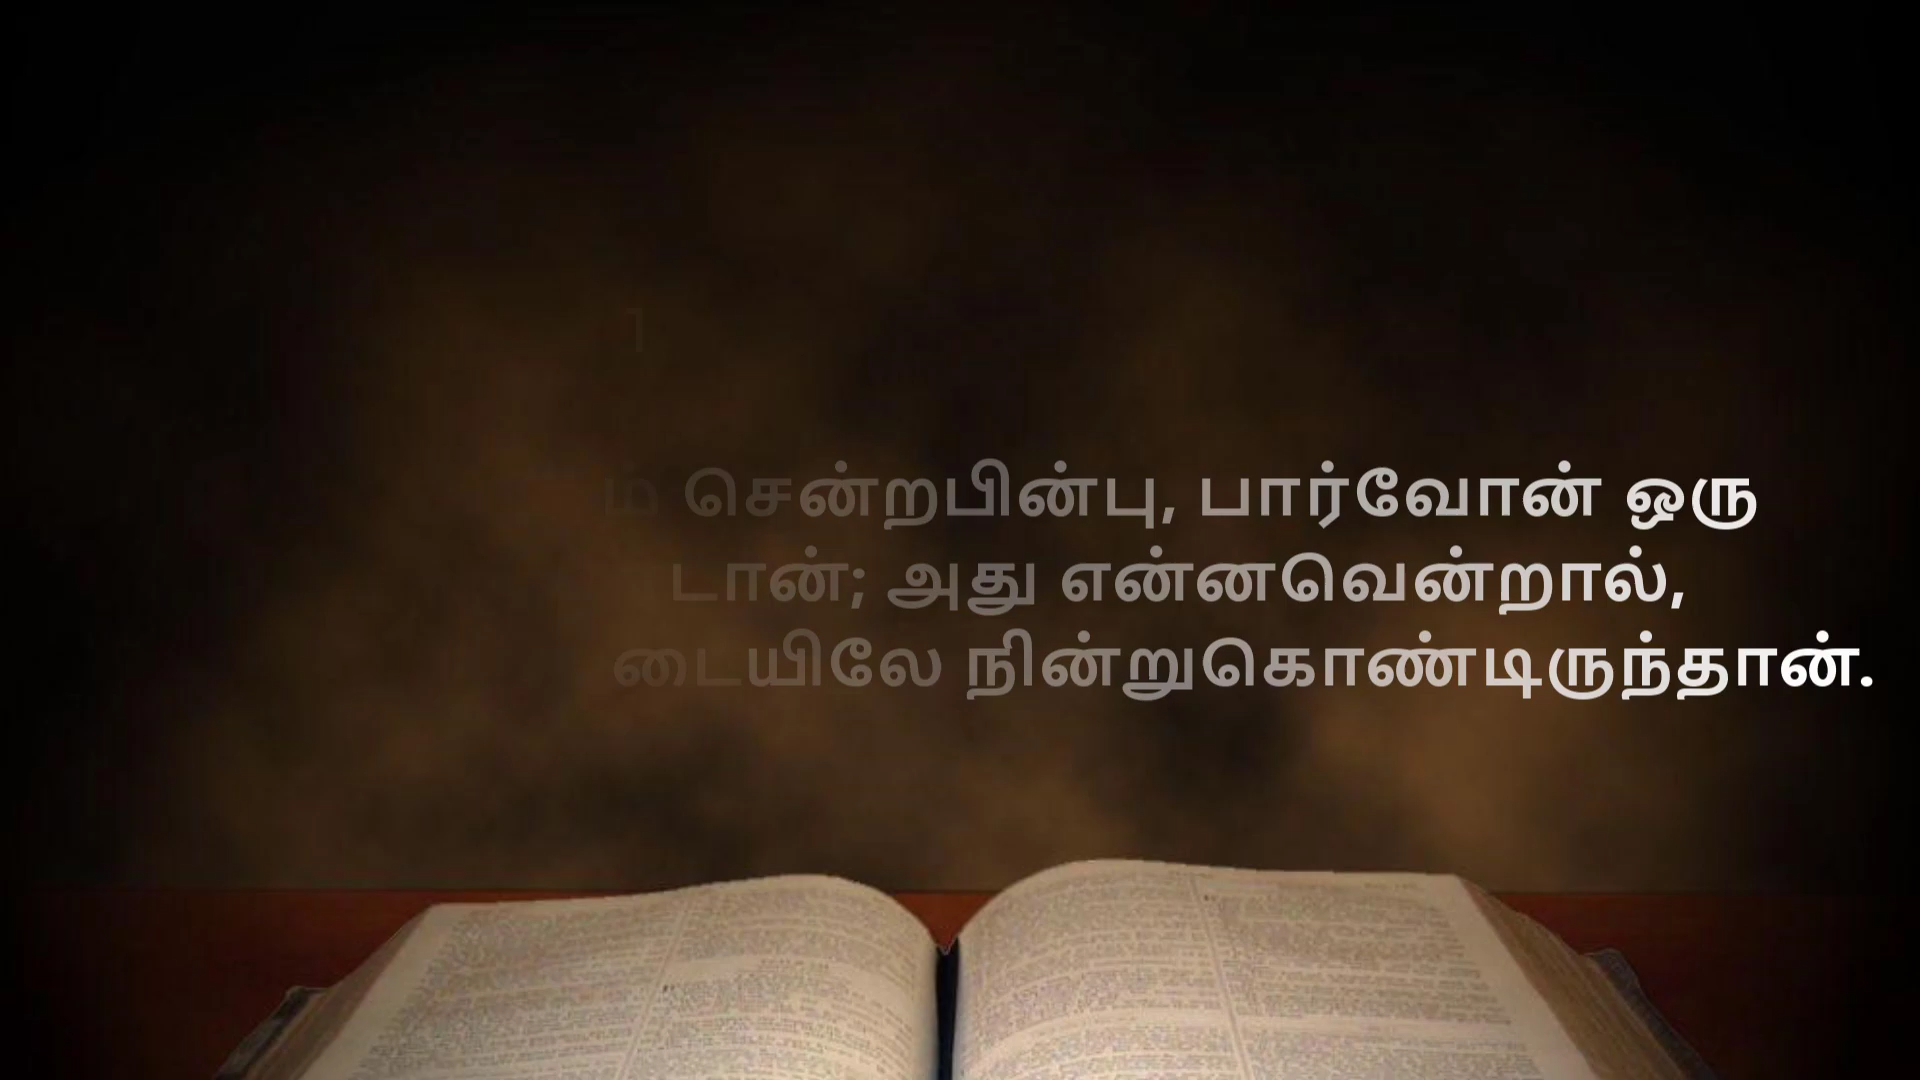 சென்றபின்பு, பார்வோன் ஒரு
டான்; அது என்னவென்றால்,
டையிலே நின்றுகொண்டிருந்தான்.